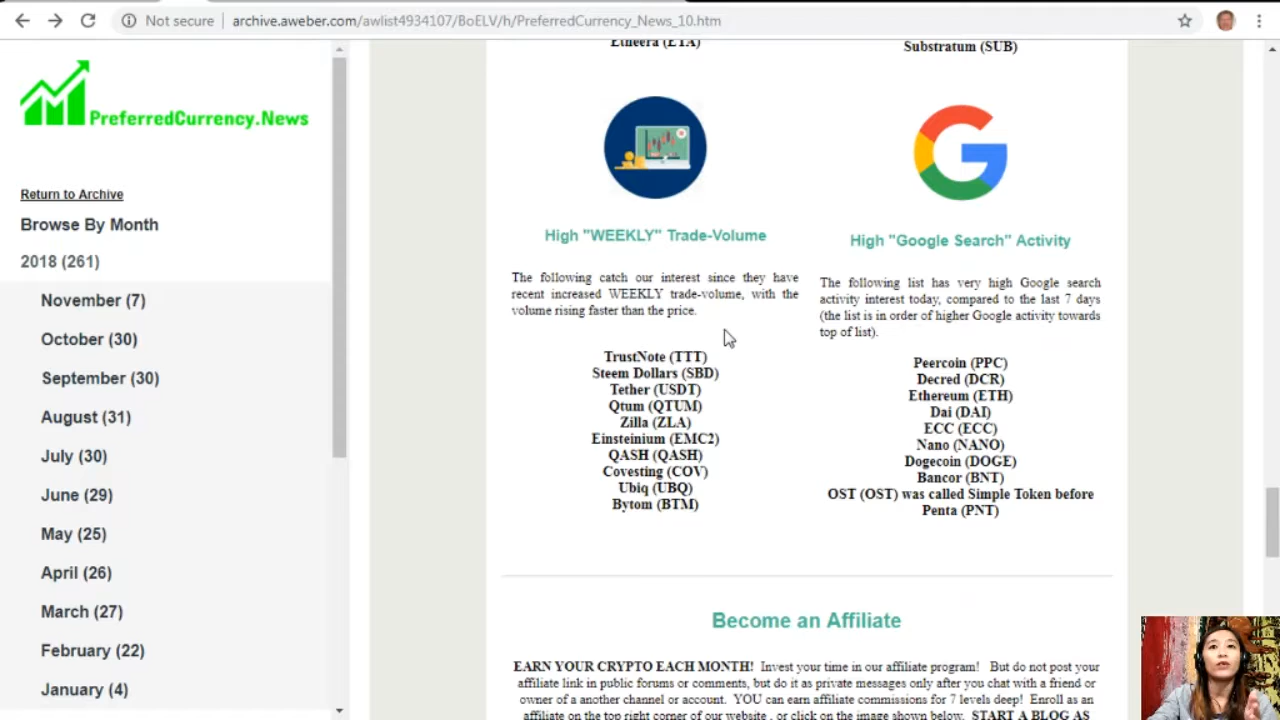 Not secure | archive.aweber.com/awlist4934107/8oELV/h/PreferredCurrency_News_10.htm
PreferredCurrency.News
Return to Archive
Browse By Month
2018 (261)
November (7)
October (30)
September (30)
August (31)
July (30)
June (29)
May (25)
April (26)
March (27)
February (22)
January (4)
Etheera (ETA)
High "WEEKLY" Trade-Volume
The following catch our interest since they have
recent increased WEEKLY trade-volume, with the
volume rising faster than the price.
TrustNote (TTT)
Steem Dollars (SBD)
Tether (USDT)
Qtum (QTUM)
Zilla (ZLA)
Einsteinium (EMC2)
QASH (QASH)
Covesting (COV)
Ubiq (UBQ)
Bytom (BTM)
Substratum (SUB)
High "Google Search" Activity
The following list has very high Google search
activity interest today, compared to the last 7 days
(the list is in order of higher Google activity towards
top of list).
Peercoin (PPC)
Decred (DCR)
Ethereum (ETH)
Dai (DAI)
ECC (ECC)
Nano (NANO)
Dogecoin (DOGE)
Bancor (BNT)
OST (OST) was called Simple Token before
Penta (PNT)
Become an Affiliate
EARN YOUR CRYPTO EACH MONTH! Invest your time in our affiliate program! But do not post your
affiliate link in public forums or comments, but do it as private messages only after you chat with a friend or
owner of a another channel or account. YOU can earn affiliate commissions for 7 levels deep! Enroll as an
affiliate on the top right corner of our website , or click on the image shown below. START A BLOG AS